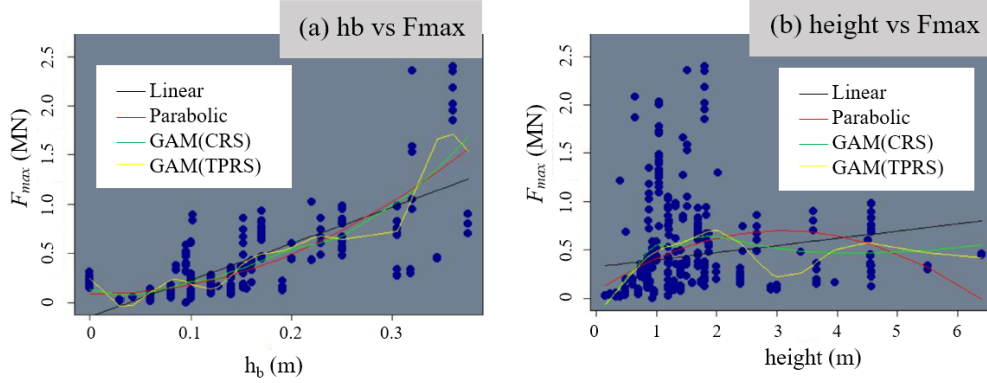 (a) hb vs Fmax
2.5
2.0
1.5
1.0
0.5
0
F_max (MN)
Linear
Parabolic
GAM(CRS)
GAM(TPRS)
0 0.1 0.2 0.3
h_b (m)
(b) height vs Fmax
2.5
2.0
1.5
1.0
0.5
0
F_max (MN)
Linear
Parabolic
GAM(CRS)
GAM(TPRS)
0 1 2 3 4 5 6
height (m)